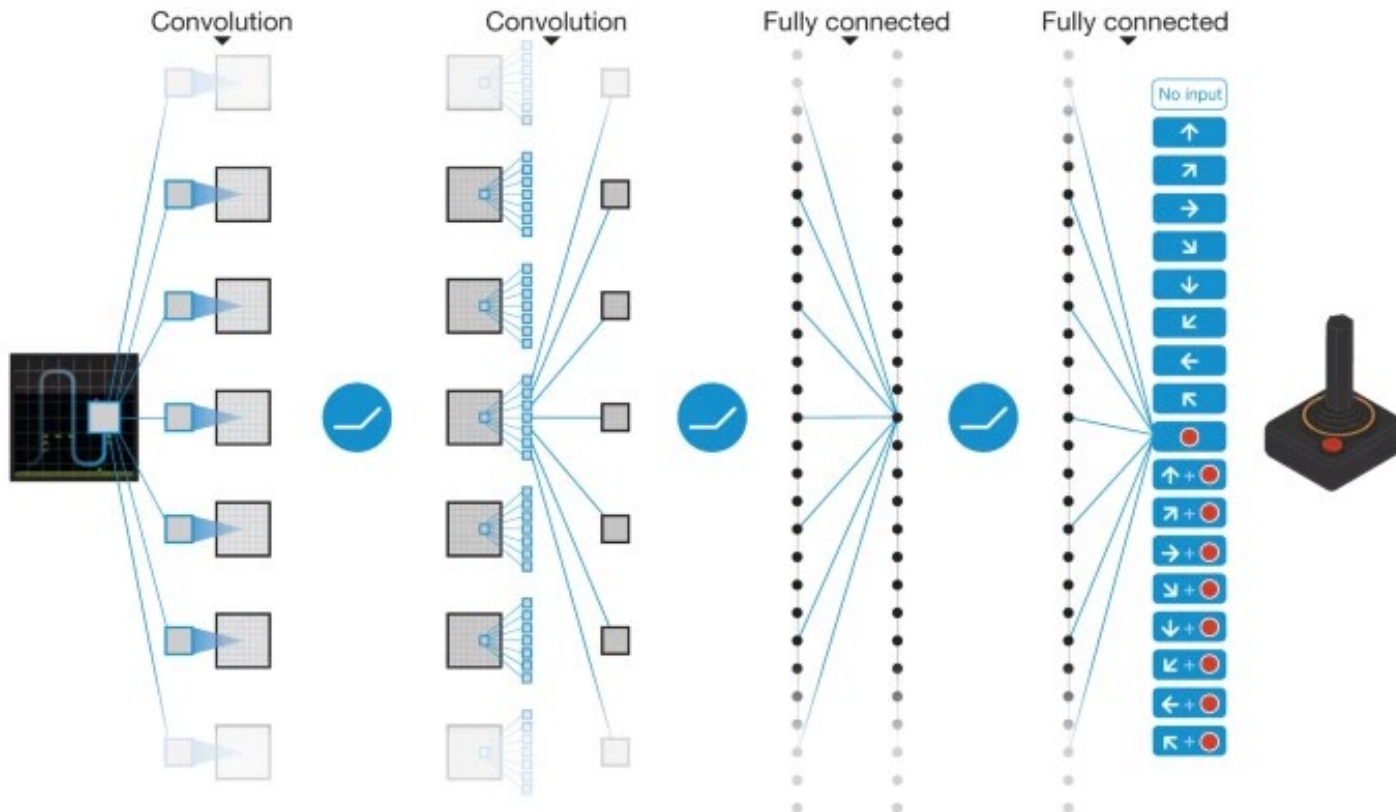 Convolution
Convolution
Fully connected
Fully connected
No input
+
+
+
+
+
+
+
+